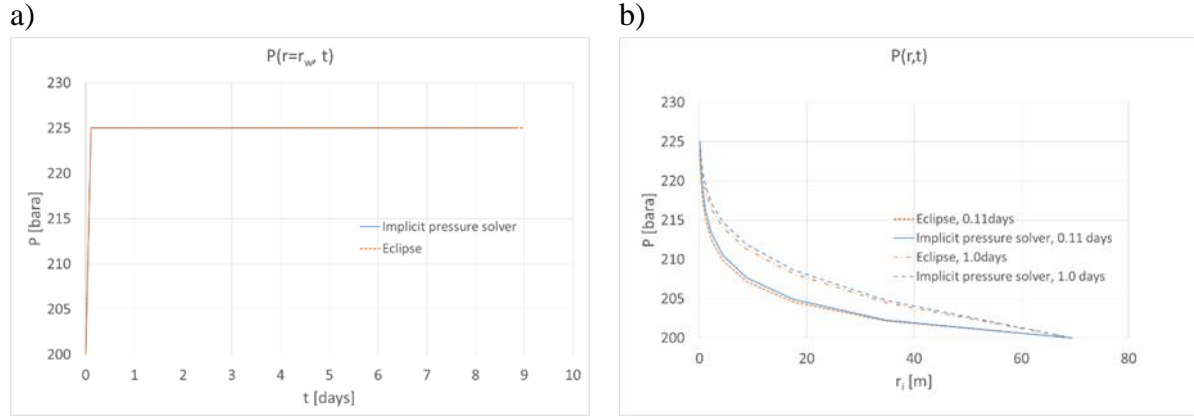 a)
P(r=rw, t)
230
225
220
215
210
205
200
P [bara]
Implicit pressure solver
Eclipse
0 1 2 3 4 5 6 7 8 9 10
t [days]
b)
P(r,t)
230
225
220
215
210
205
200
P [bara]
Eclipse, 0.11days
Implicit pressure solver, 0.11 days
Eclipse, 1.0days
Implicit pressure solver, 1.0 days
0 20 40 60 80
ri [m]